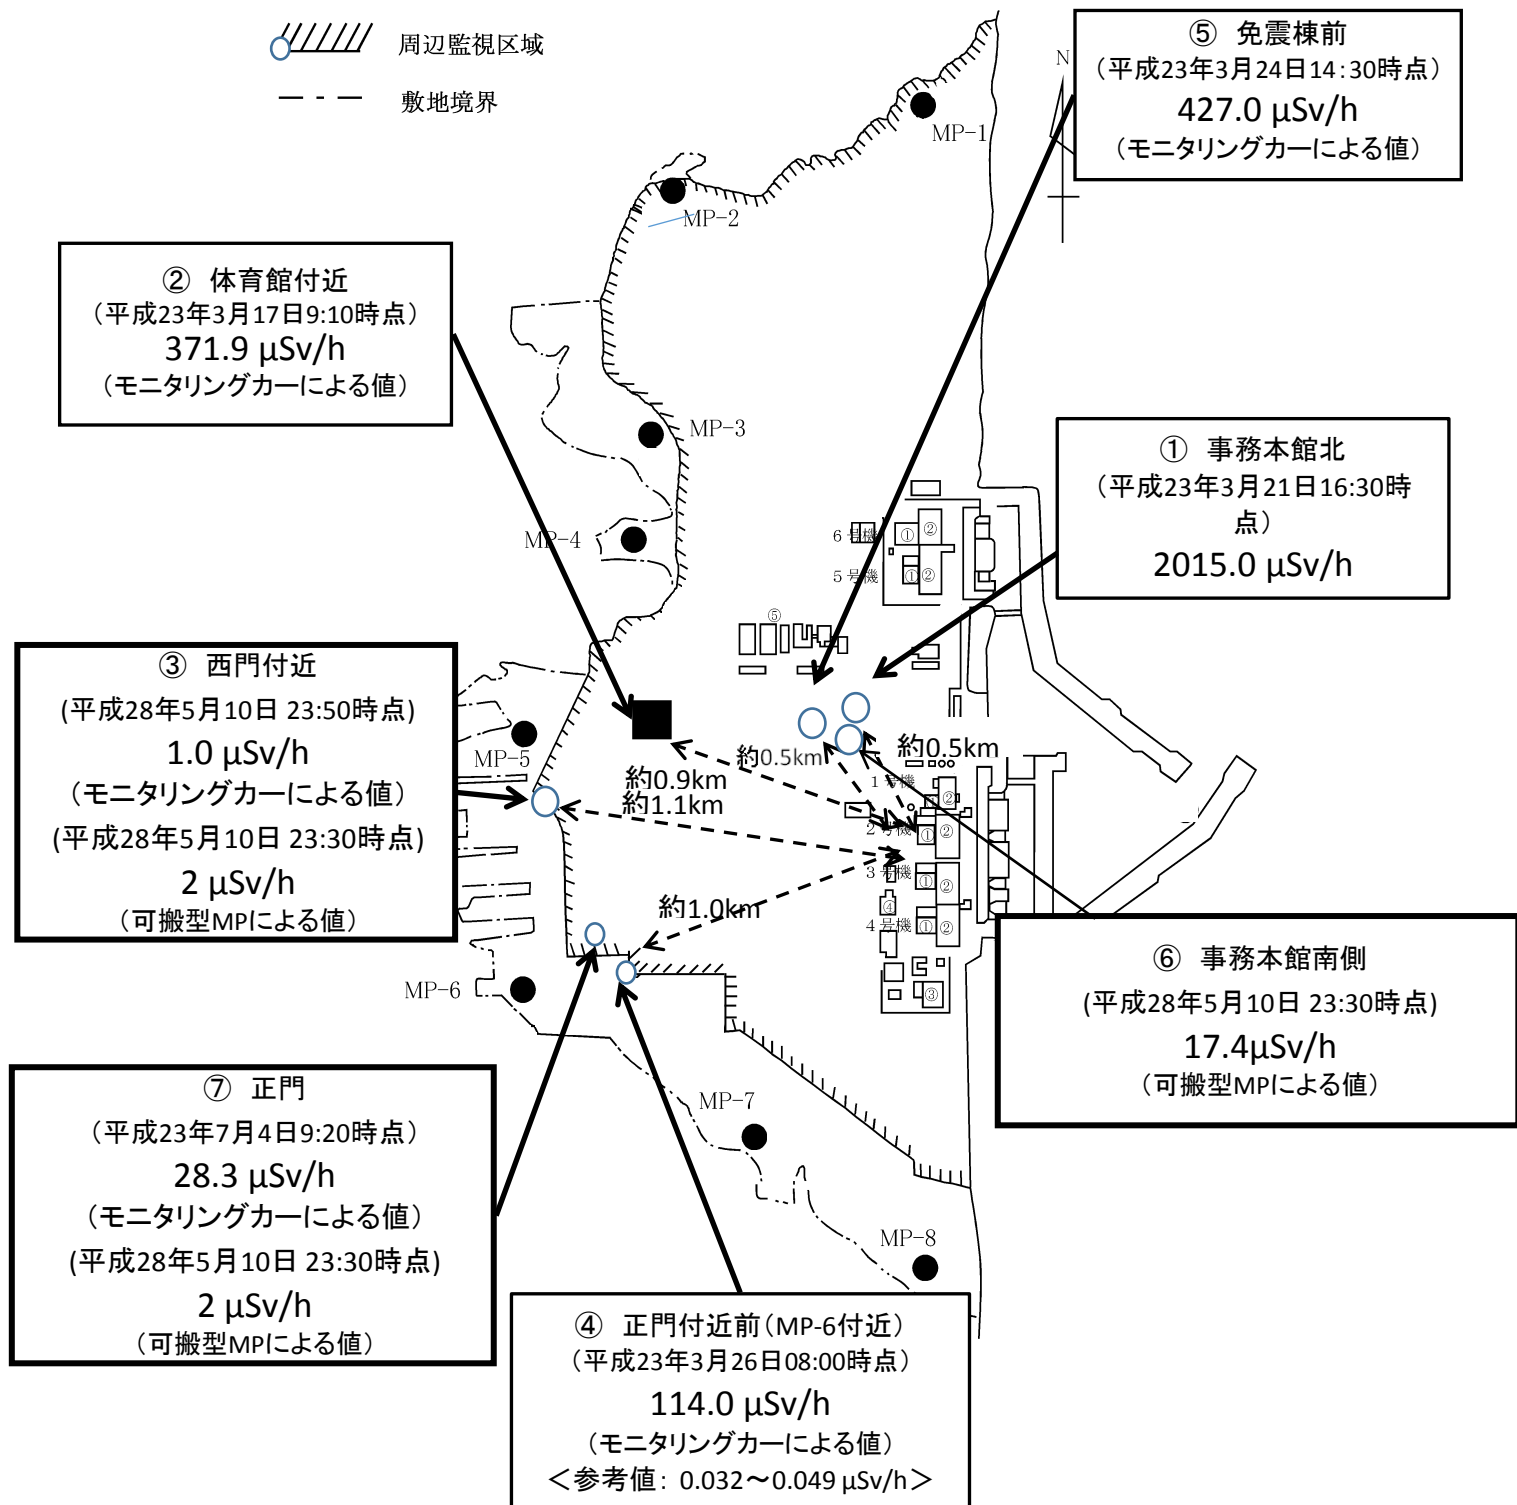 周辺監視区域
敷地境界
⑤ 免震棟前
（平成23年3月24日14:30時点）
427.0 μSv/h
（モニタリングカーによる値）
N
MP-1
MP-2
② 体育館付近
（平成23年3月17日9:10時点）
371.9 μSv/h
（モニタリングカーによる値）
MP-3
① 事務本館北
（平成23年3月21日16:30時
点）
2015.0 μSv/h
MP-4
6号機
①
②
5号機
①
②
⑤
③ 西門付近
(平成28年5月10日 23:50時点)
1.0 μSv/h
（モニタリングカーによる値）
(平成28年5月10日 23:30時点)
2 μSv/h
（可搬型MPによる値）
MP-5
約0.5km
約0.5km
約0.9km
約1.1km
1号機
①
②
2号機
①
②
3号機
①
②
④
4号機
①
②
約1.0km
③
MP-6
⑥ 事務本館南側
(平成28年5月10日 23:30時点)
17.4μSv/h
（可搬型MPによる値）
⑦ 正門
（平成23年7月4日9:20時点）
28.3 μSv/h
（モニタリングカーによる値）
(平成28年5月10日 23:30時点)
2 μSv/h
（可搬型MPによる値）
MP-7
MP-8
④ 正門付近前（MP-6付近）
（平成23年3月26日08:00時点）
114.0 μSv/h
（モニタリングカーによる値）
＜参考値： 0.032～0.049 μSv/h＞